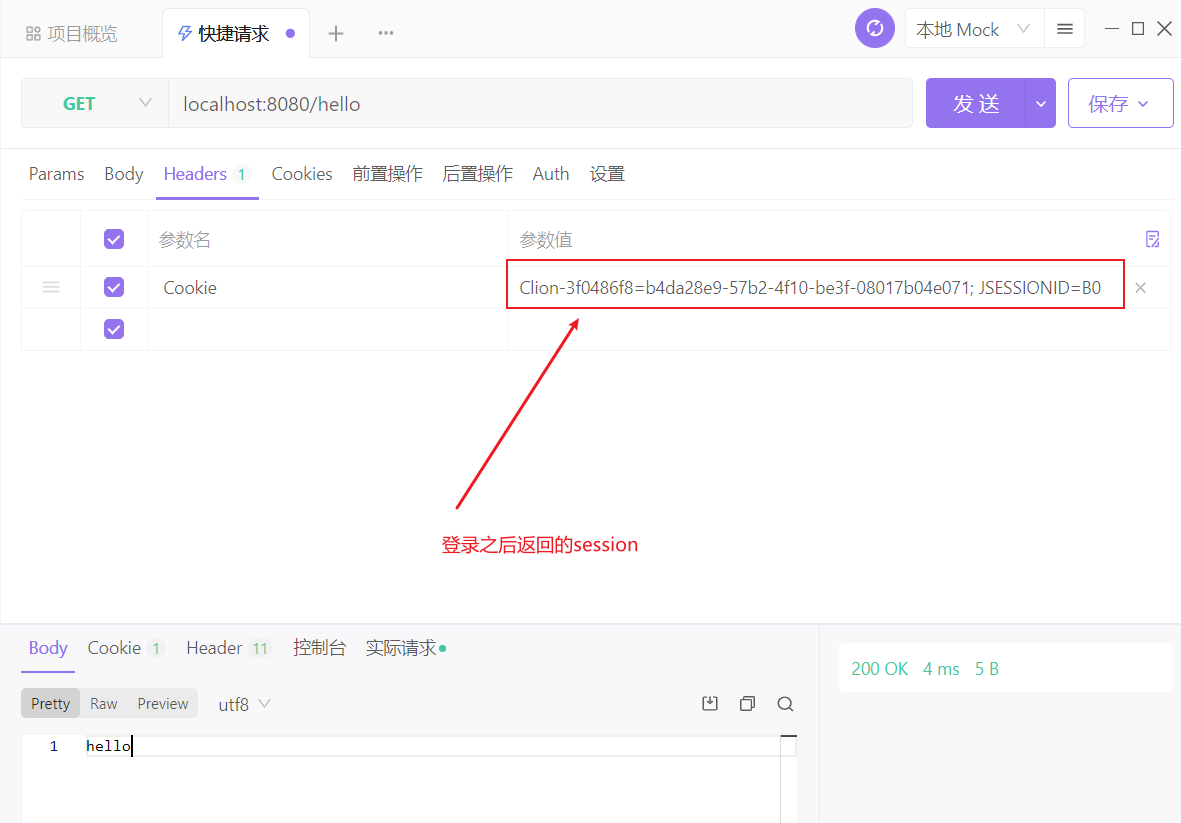 项目概览 快捷请求 本地 Mock
GET localhost:8080/hello 发 送 保存
Params Body Headers 1 Cookies 前置操作 后置操作 Auth 设置
参数名 参数值
Cookie Clion-3f0486f8=b4da28e9-57b2-4f10-be3f-08017b04e071; JSESSIONID=B0
登录之后返回的session
Body Cookie 1 Header 11 控制台 实际请求
200 OK 4 ms 5 B
Pretty Raw Preview utf8
1 hello